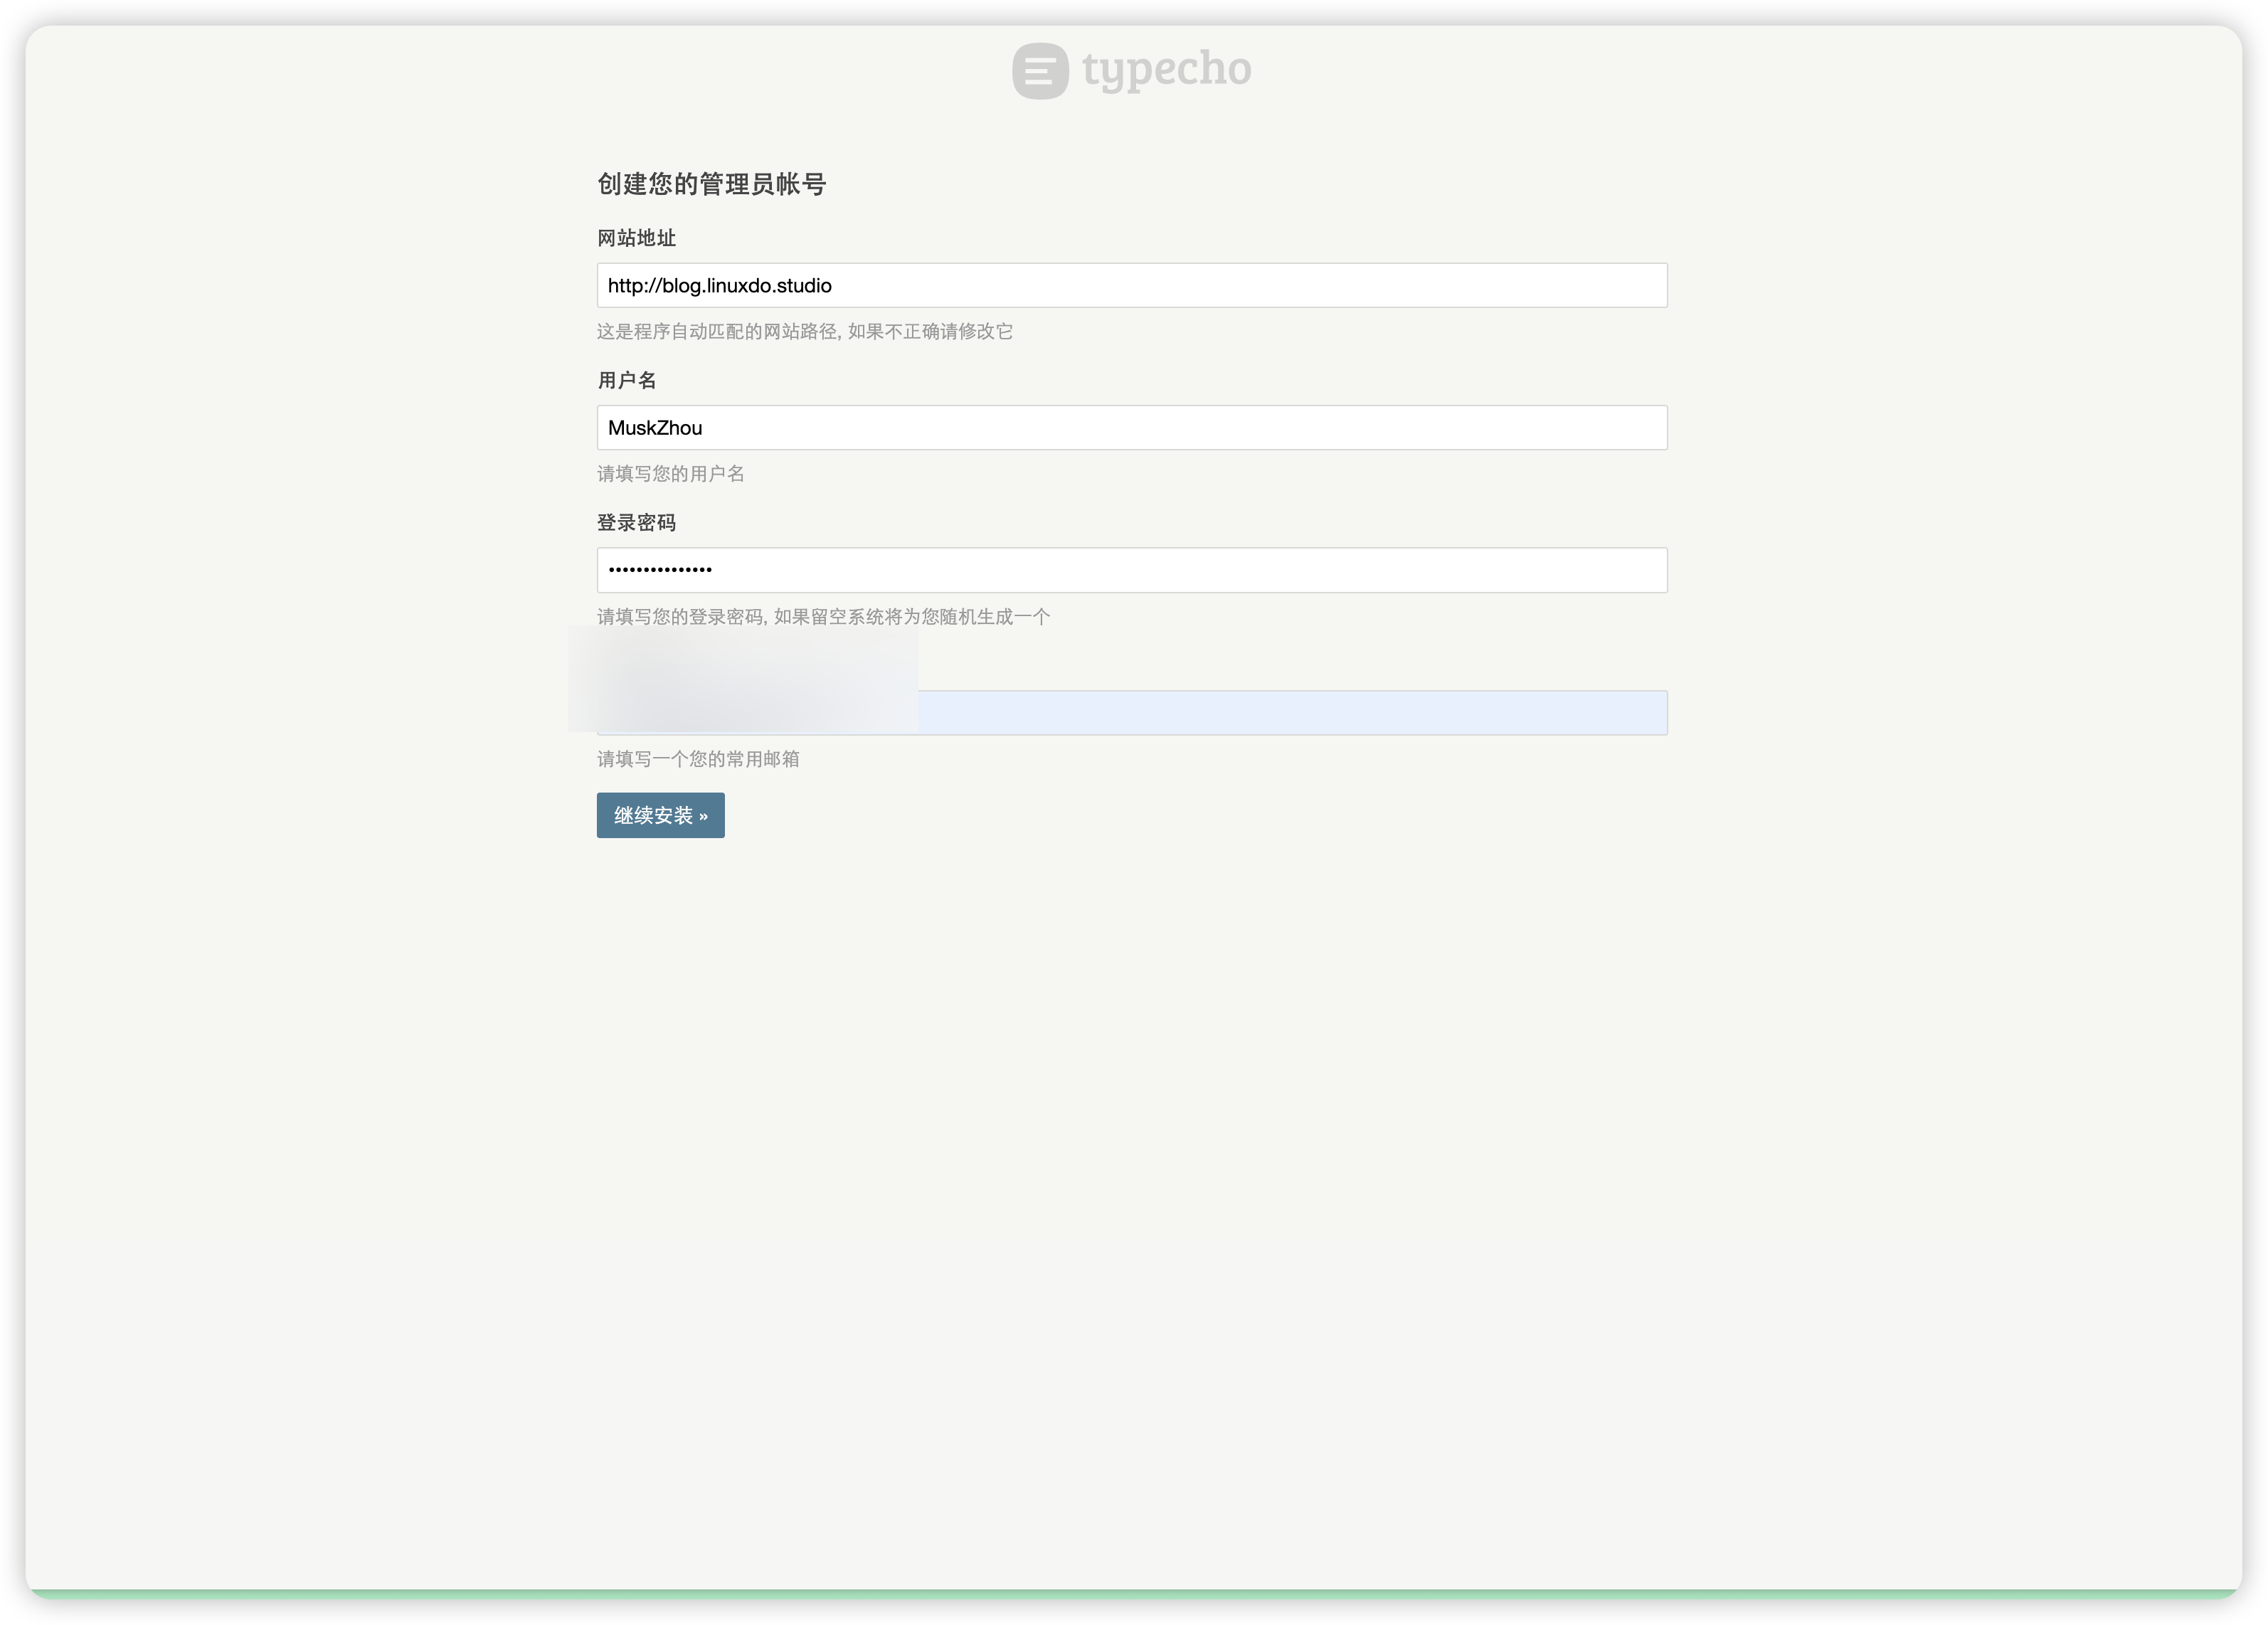 typecho
创建您的管理员帐号
网站地址
http://blog.linuxdo.studio
这是程序自动匹配的网站路径, 如果不正确请修改它
用户名
MuskZhou
请填写您的用户名
登录密码
•••••••••••••••
请填写您的登录密码, 如果留空系统将为您随机生成一个
请填写一个您的常用邮箱
继续安装 »